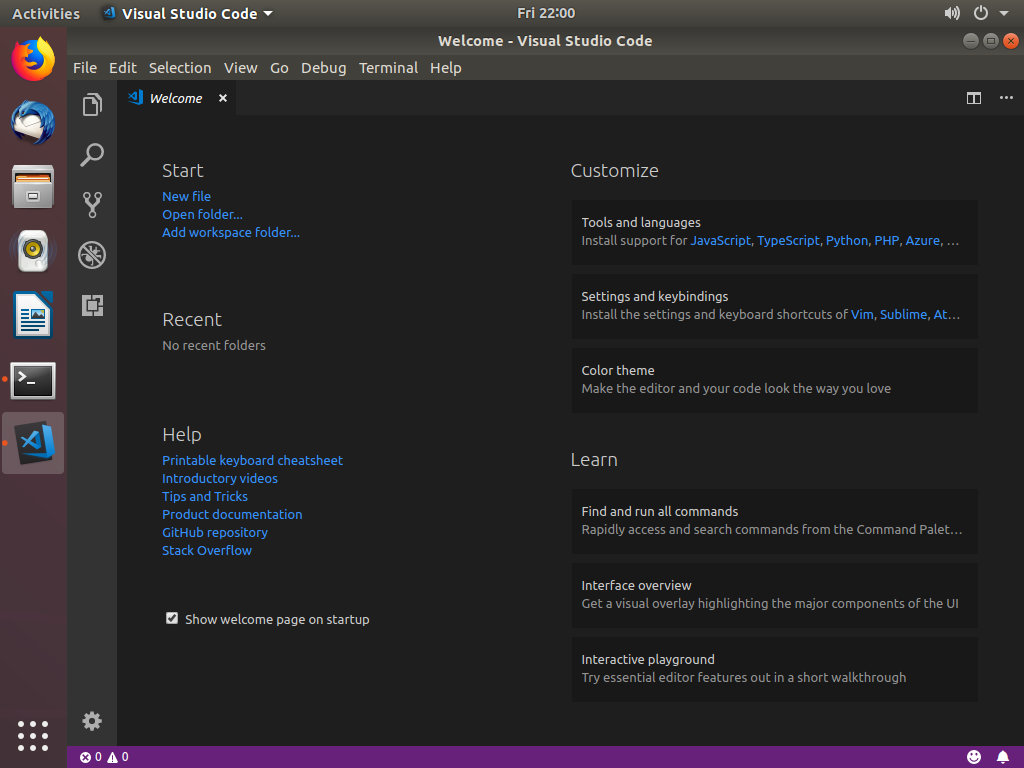 Activities Visual Studio Code Fri 22:00
Welcome - Visual Studio Code
File Edit Selection View Go Debug Terminal Help
Welcome
Start
New file
Open folder...
Add workspace folder...
Recent
No recent folders
Help
Printable keyboard cheatsheet
Introductory videos
Tips and Tricks
Product documentation
GitHub repository
Stack Overflow
Show welcome page on startup
Customize
Tools and languages
Install support for JavaScript, TypeScript, Python, PHP, Azure, …
Settings and keybindings
Install the settings and keyboard shortcuts of Vim, Sublime, At…
Color theme
Make the editor and your code look the way you love
Learn
Find and run all commands
Rapidly access and search commands from the Command Palet…
Interface overview
Get a visual overlay highlighting the major components of the UI
Interactive playground
Try essential editor features out in a short walkthrough
0 0